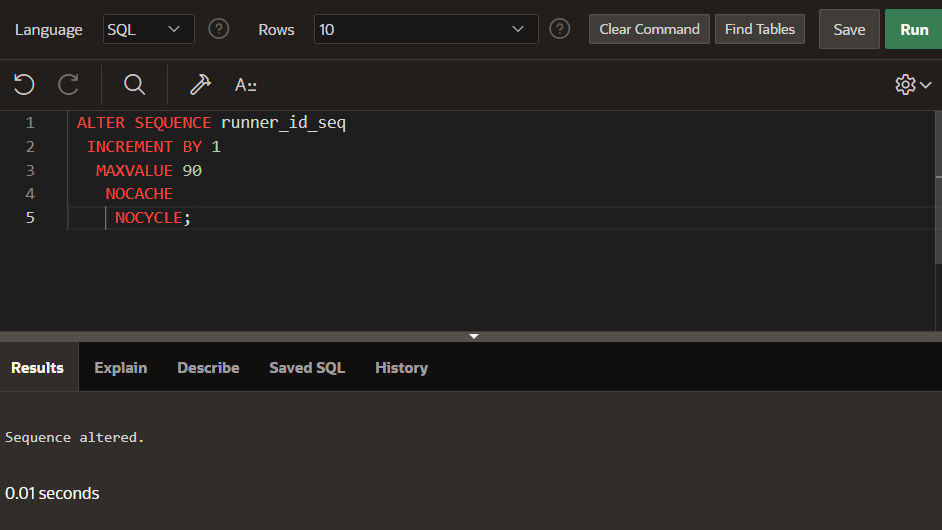 Language SQL ? Rows 10 ? Clear Command Find Tables Save Run
A::
1 ALTER SEQUENCE runner_id_seq
2 INCREMENT BY 1
3 MAXVALUE 90
4 NOCACHE
5 NOCYCLE;
Results Explain Describe Saved SQL History
Sequence altered.
0.01 seconds